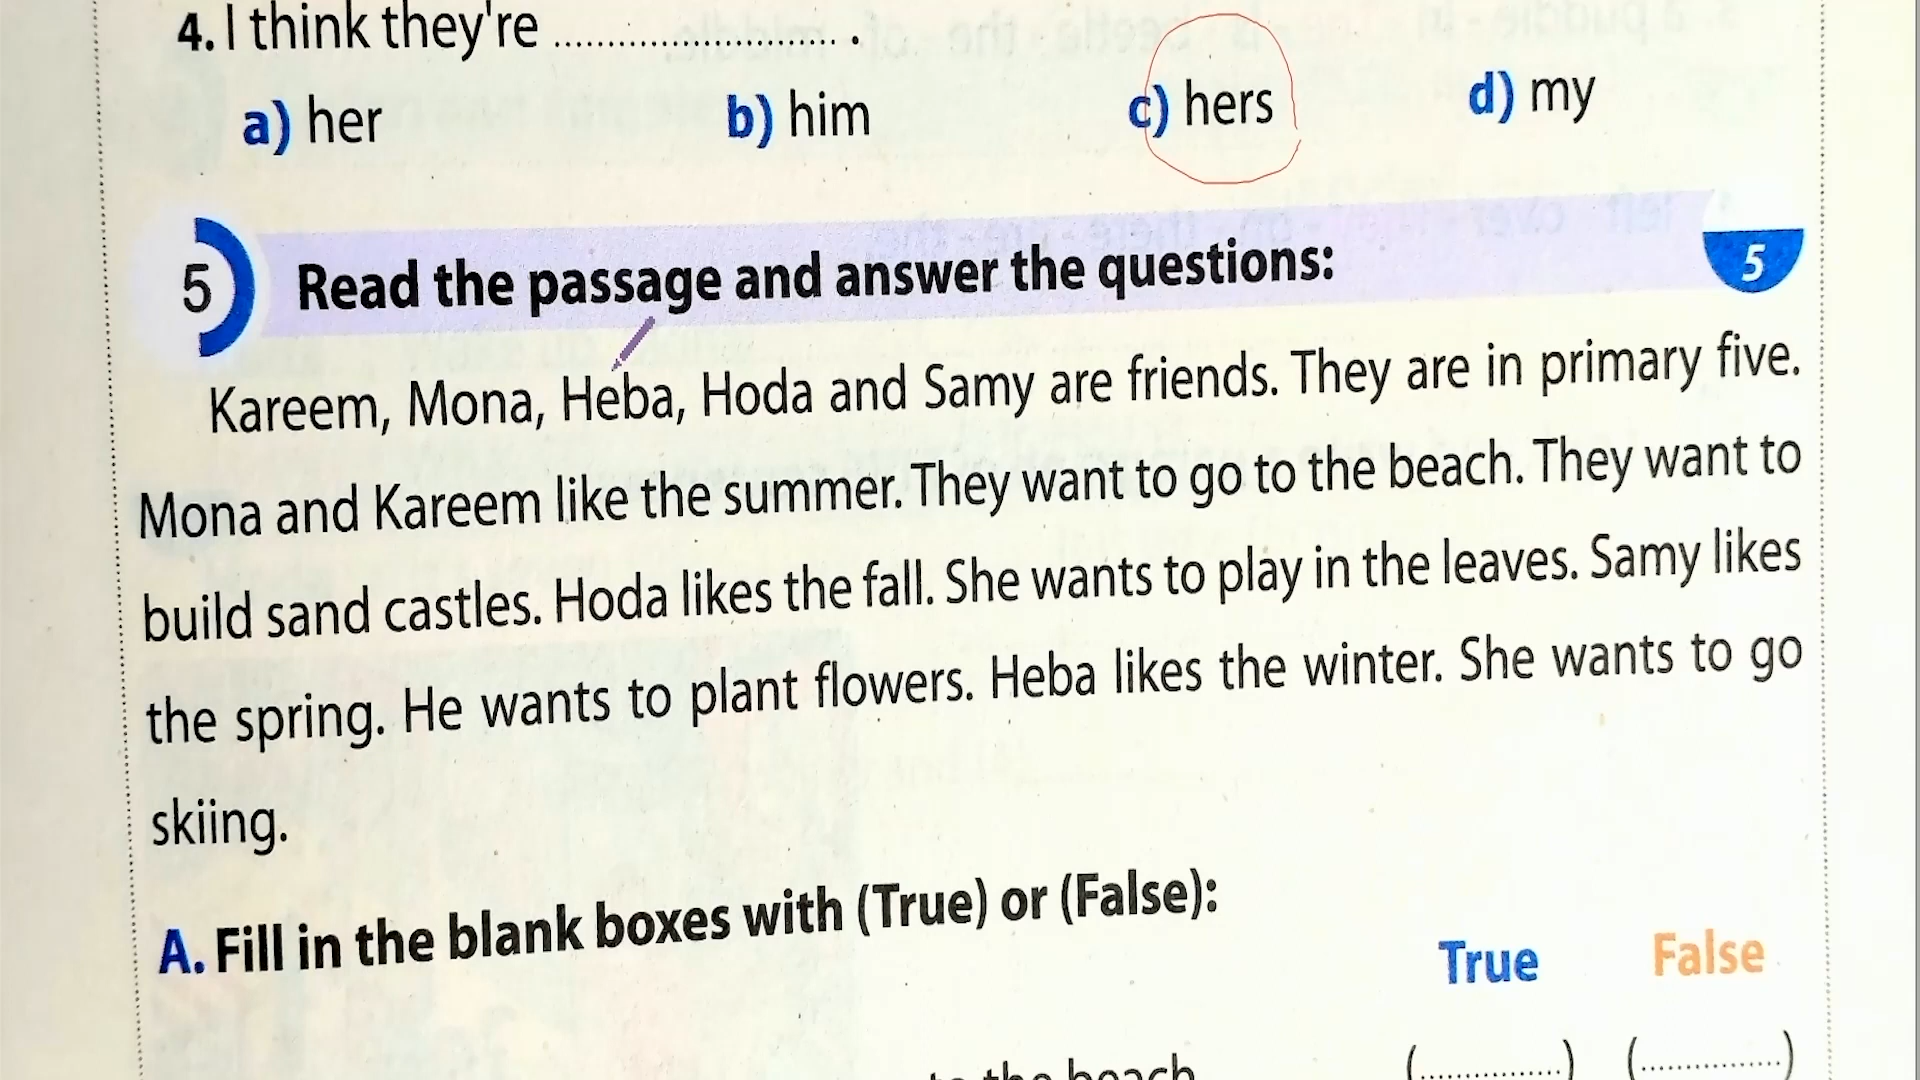 4. I think they're .......................... .
a) her b) him c) hers d) my
5 Read the passage and answer the questions: 5
Kareem, Mona, Heba, Hoda and Samy are friends. They are in primary five.
Mona and Kareem like the summer. They want to go to the beach. They want to
build sand castles. Hoda likes the fall. She wants to play in the leaves. Samy likes
the spring. He wants to plant flowers. Heba likes the winter. She wants to go
skiing.
A. Fill in the blank boxes with (True) or (False):
True False
the beach (...............) (...............)